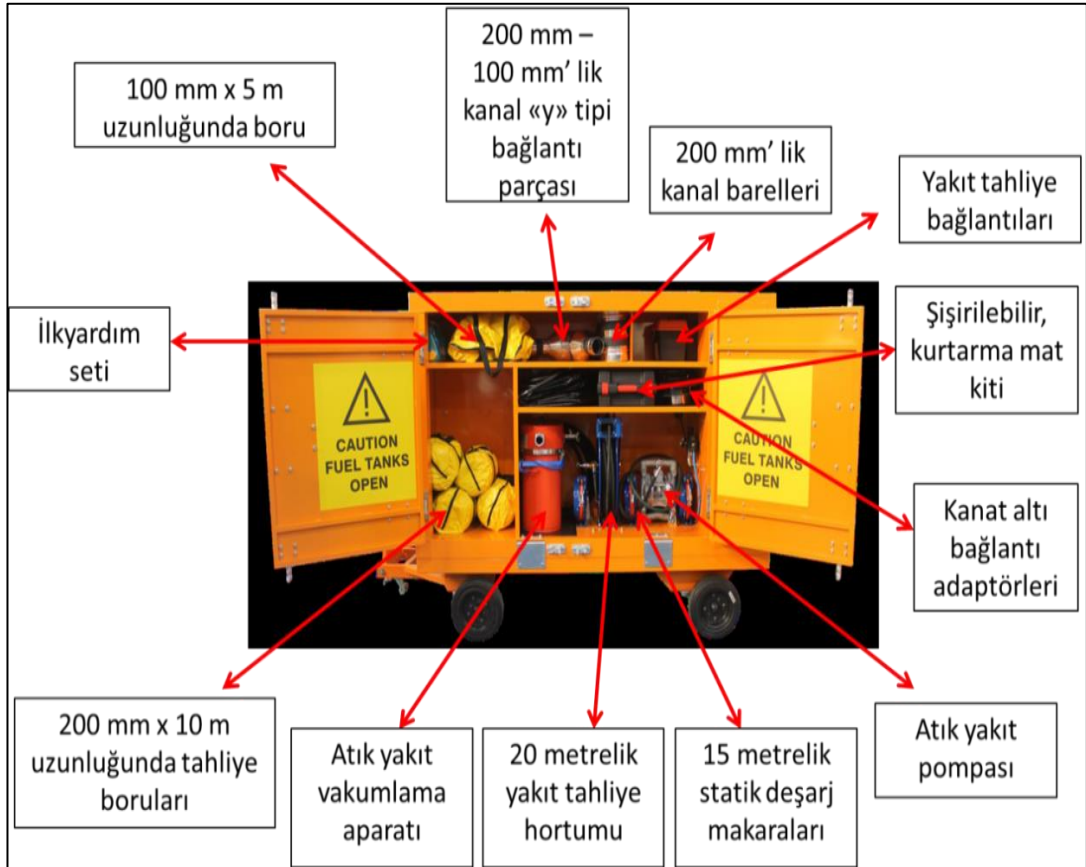 200 mm –
100 mm’ lik
kanal «y» tipi
bağlantı
parçası
100 mm x 5 m
uzunluğunda boru
200 mm’ lik
kanal barelleri
Yakıt tahliye
bağlantıları
İlkyardım
seti
Şişirilebilir,
kurtarma mat
kiti
CAUTION
FUEL TANKS
OPEN
CAUTION
FUEL TANKS
OPEN
Kanat altı
bağlantı
adaptörleri
200 mm x 10 m
uzunluğunda tahliye
boruları
Atık yakıt
vakumlama
aparatı
20 metrelik
yakıt tahliye
hortumu
15 metrelik
statik deşarj
makaraları
Atık yakıt
pompası